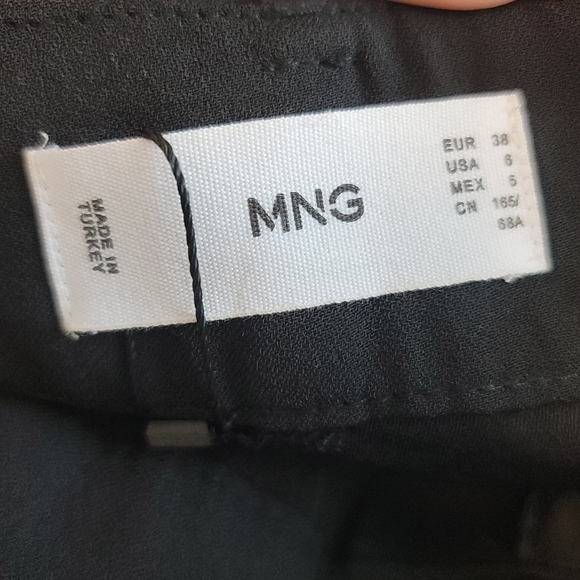 MADE IN
TURKEY
MNG
EUR 38
USA 6
MEX 5
CN 165/
68A